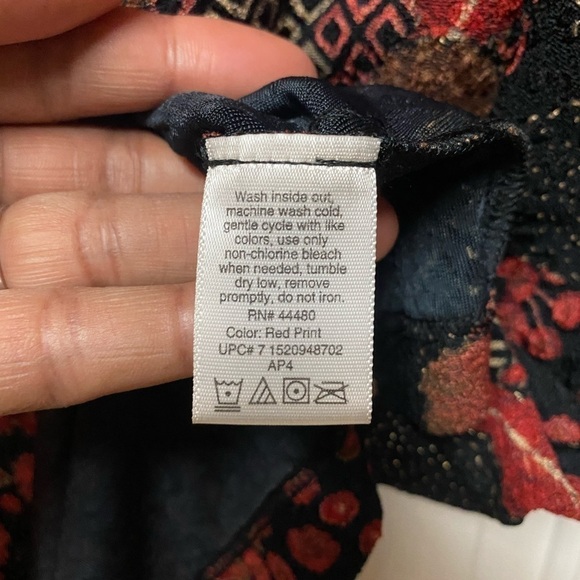 Wash inside out,
machine wash cold,
gentle cycle with like
colors, use only
non-chlorine bleach
when needed, tumble
dry low, remove
promptly, do not iron.
RN# 44480
Color: Red Print
UPC# 7 1520948702
AP4